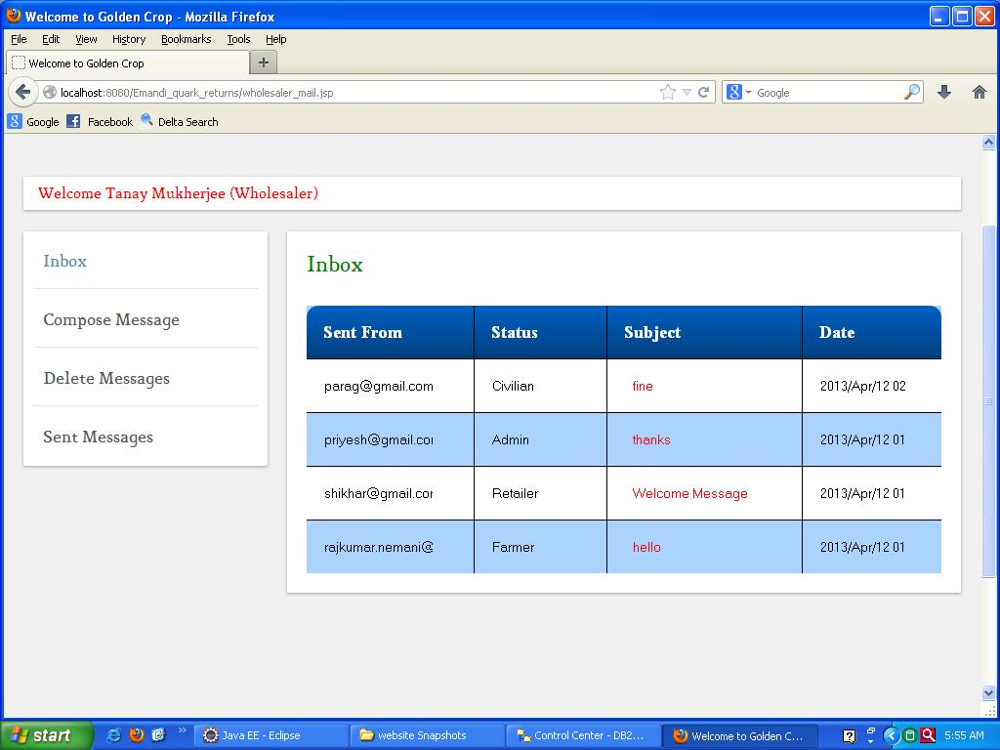 Welcome to Golden Crop - Mozilla Firefox
File Edit View History Bookmarks Tools Help
Welcome to Golden Crop
localhost:8080/Emandi_quark_returns/wholesaler_mail.jsp
Google
Google Facebook Delta Search
Welcome Tanay Mukherjee (Wholesaler)
Inbox
Compose Message
Delete Messages
Sent Messages
Inbox
Sent From Status Subject Date
parag@gmail.com Civilian fine 2013/Apr/12 02
priyesh@gmail.co Admin thanks 2013/Apr/12 01
shikhar@gmail.co Retailer Welcome Message 2013/Apr/12 01
rajkumar.nemani@ Farmer hello 2013/Apr/12 01
start Java EE - Eclipse website Snapshots Control Center - DB2... Welcome to Golden C... 5:55 AM